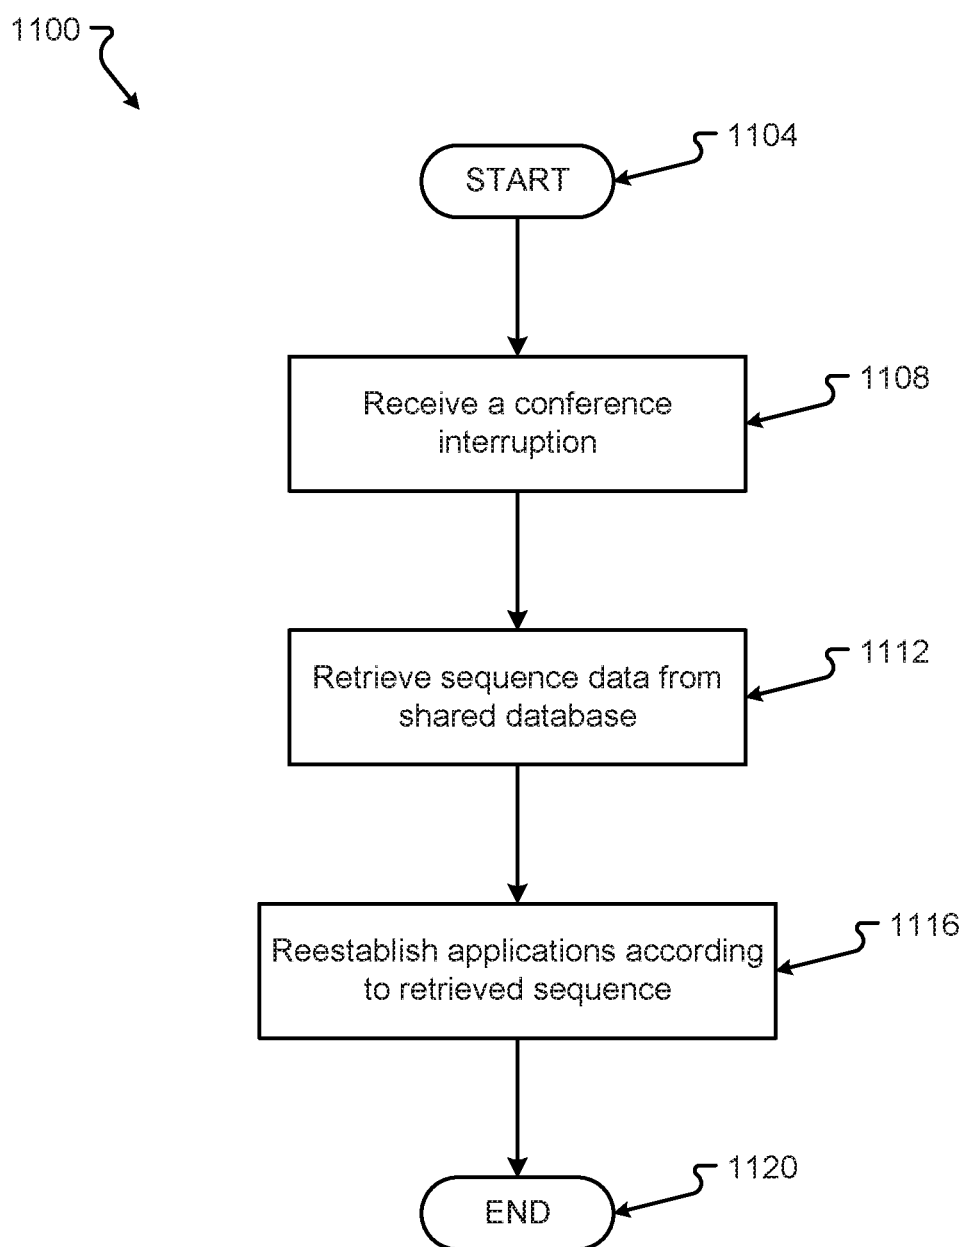 1100
1104
START
1108
Receive a conference
interruption
1112
Retrieve sequence data from
shared database
1116
Reestablish applications according
to retrieved sequence
1120
END